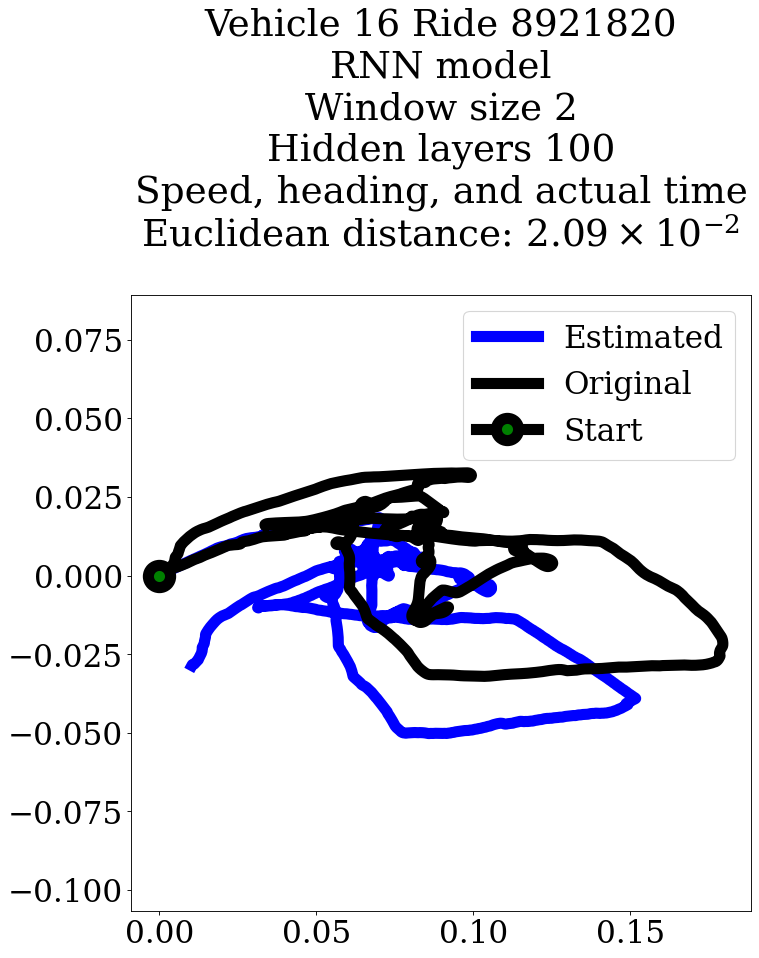 Vehicle 16 Ride 8921820
RNN model
Window size 2
Hidden layers 100
Speed, heading, and actual time
Euclidean distance: 2.09 × 10⁻²
Estimated
Original
Start
0.075
0.050
0.025
0.000
−0.025
−0.050
−0.075
−0.100
0.00 0.05 0.10 0.15